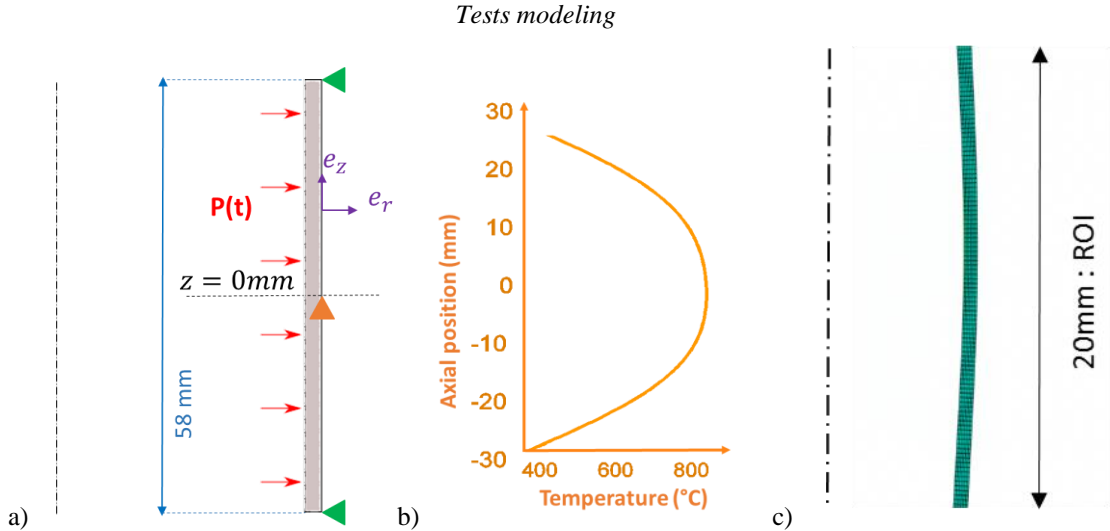 Tests modeling
a)
58 mm
P(t)
e_z
e_r
z = 0mm
b)
Axial position (mm)
30
20
10
0
-10
-20
-30
400 600 800
Temperature (°C)
c)
20mm : ROI